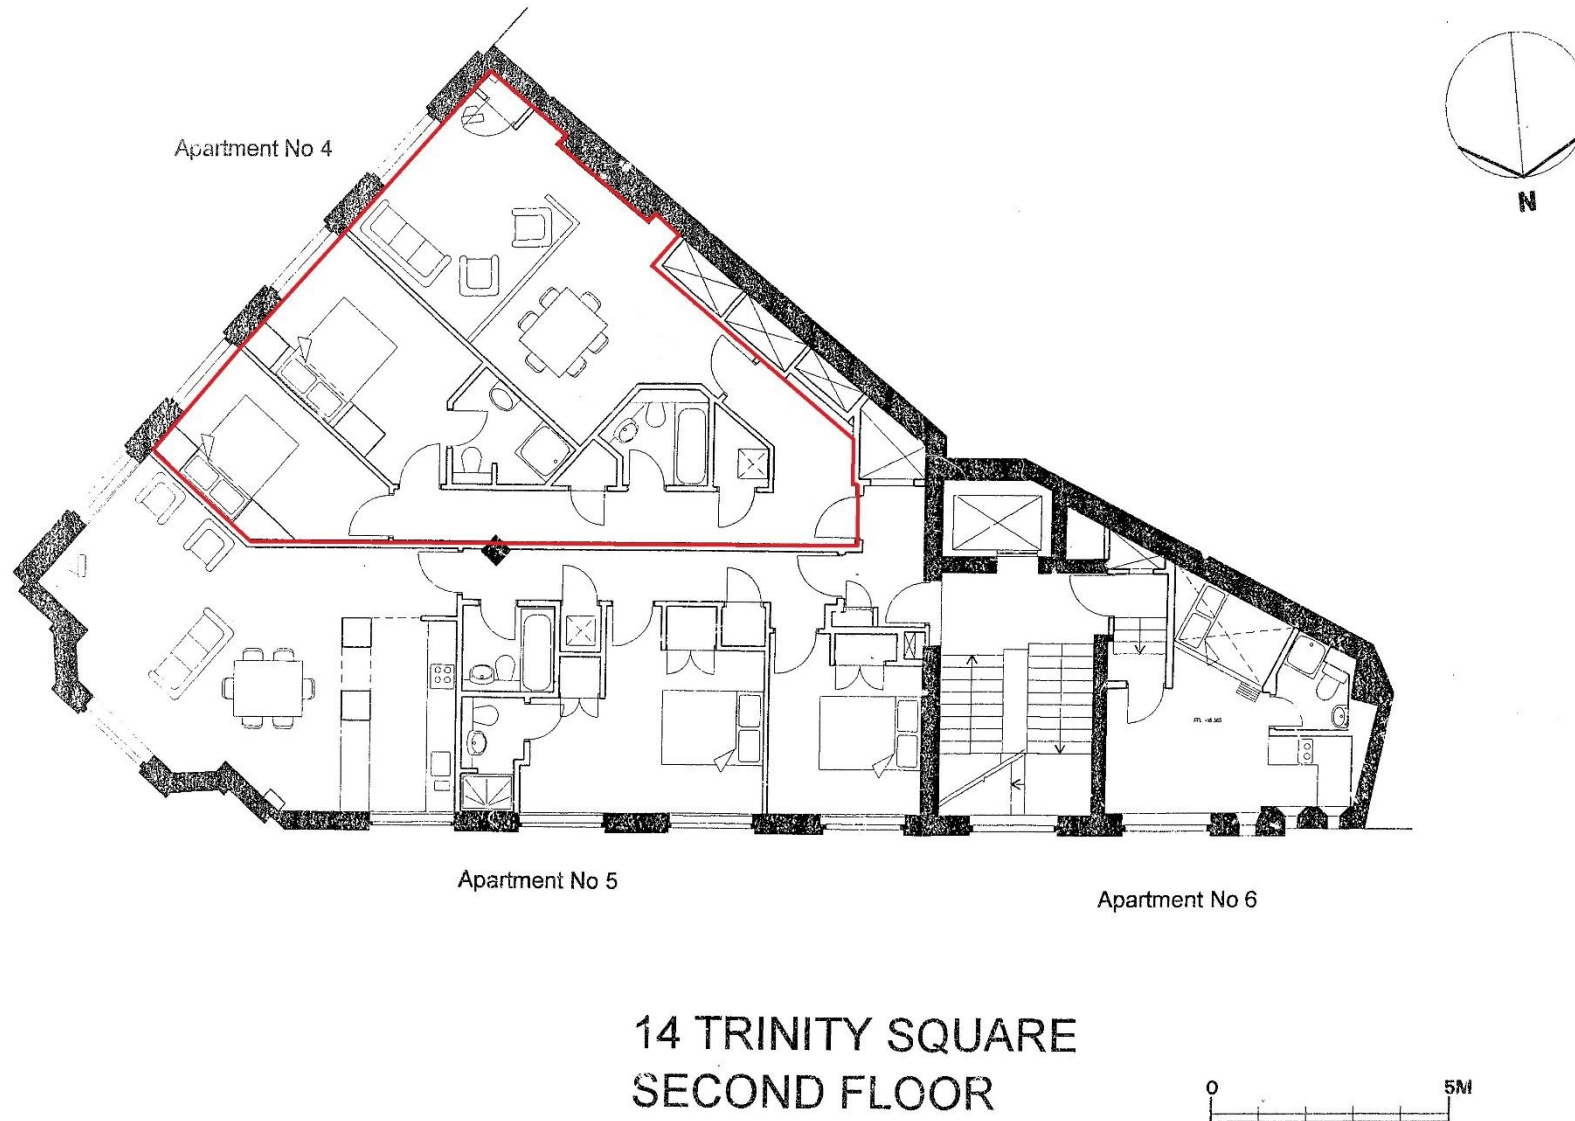 Apartment No 4
N
Apartment No 5
Apartment No 6
14 TRINITY SQUARE
SECOND FLOOR
0 5M